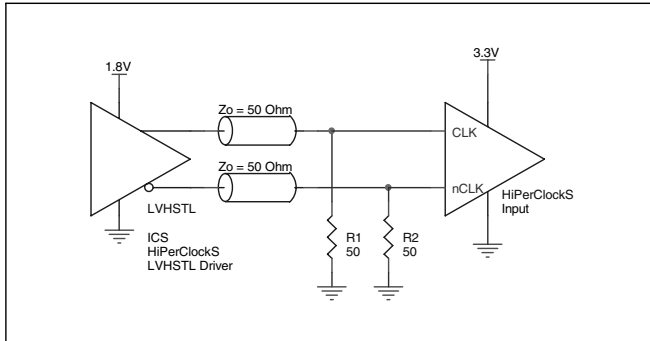 1.8V
3.3V
Zo = 50 Ohm
CLK
Zo = 50 Ohm
nCLK
HiPerClockS
Input
LVHSTL
ICS
HiPerClockS
LVHSTL Driver
R1
50
R2
50